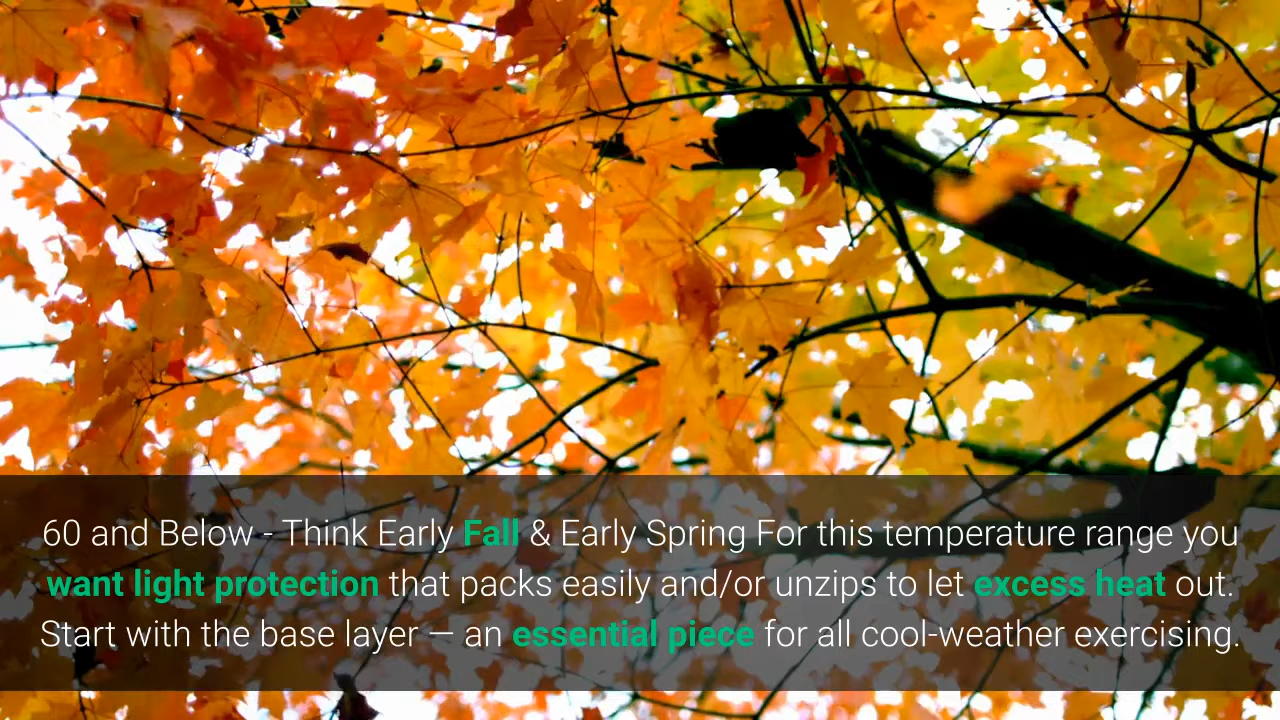 60 and Below - Think Early Fall & Early Spring For this temperature range you
want light protection that packs easily and/or unzips to let excess heat out.
Start with the base layer — an essential piece for all cool-weather exercising.